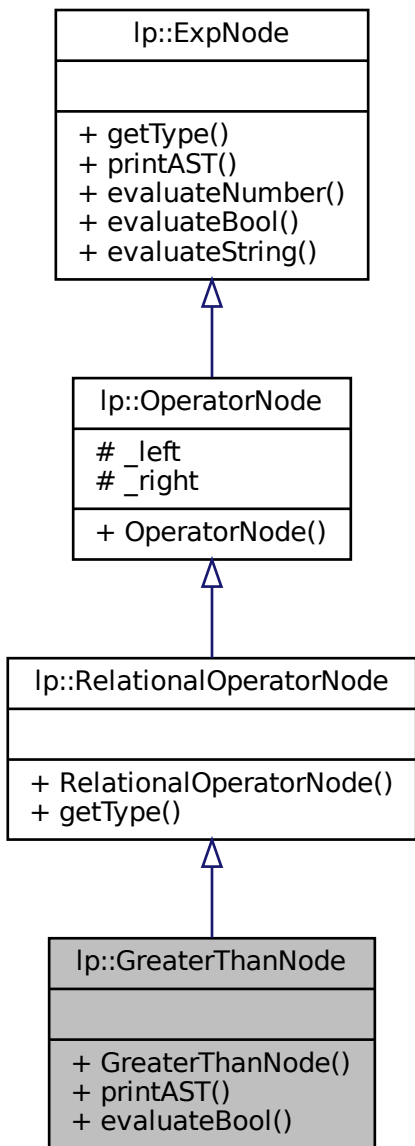 lp::ExpNode
+ getType()
+ printAST()
+ evaluateNumber()
+ evaluateBool()
+ evaluateString()
lp::OperatorNode
# _left
# _right
+ OperatorNode()
lp::RelationalOperatorNode
+ RelationalOperatorNode()
+ getType()
lp::GreaterThanNode
+ GreaterThanNode()
+ printAST()
+ evaluateBool()